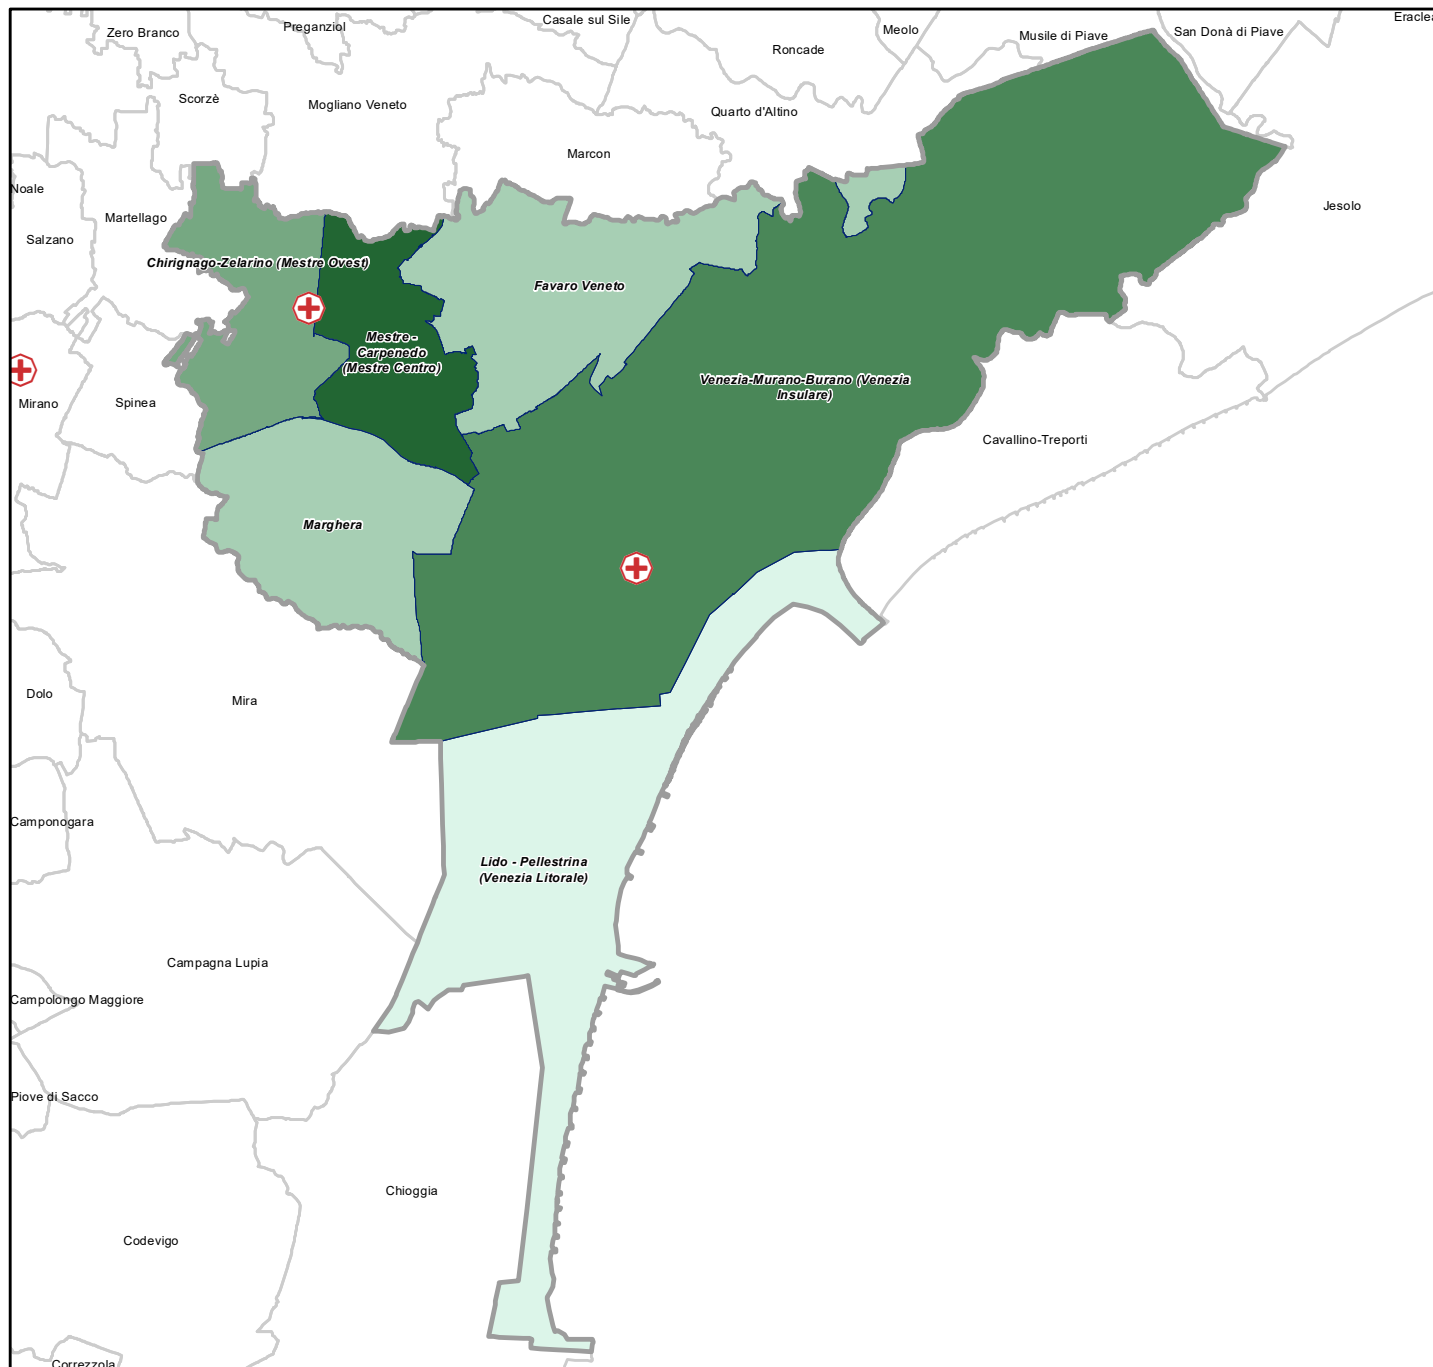 Casale sul Sile
Eraclea
Preganziol
Zero Branco
Meolo
San Donà di Piave
Musile di Piave
Roncade
Scorzè
Mogliano Veneto
Quarto d'Altino
Marcon
Noale
Martellago
Jesolo
Salzano
Chirignago-Zelarino (Mestre Ovest)
Favaro Veneto
Mestre -
Carpenedo
(Mestre Centro)
Venezia-Murano-Burano (Venezia
Insulare)
Mirano
Spinea
Cavallino-Treporti
Marghera
Dolo
Mira
Camponogara
Lido - Pellestrina
(Venezia Litorale)
Campagna Lupia
Campolongo Maggiore
Piove di Sacco
Chioggia
Codevigo
Correzzola